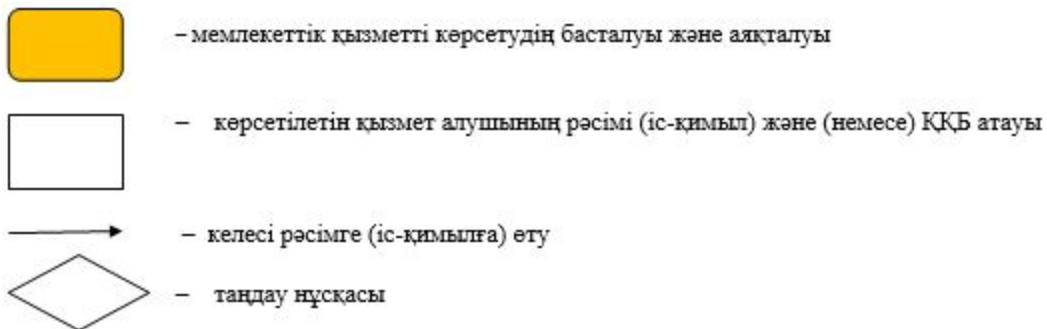 – мемлекеттік қызметті көрсетудің басталуы және аяқталуы
– көрсетілетін қызмет алушының рәсімі (іс-қимыл) және (немесе) ҚҚБ атауы
– келесі рәсімге (іс-қимылға) өту
– таңдау нұсқасы